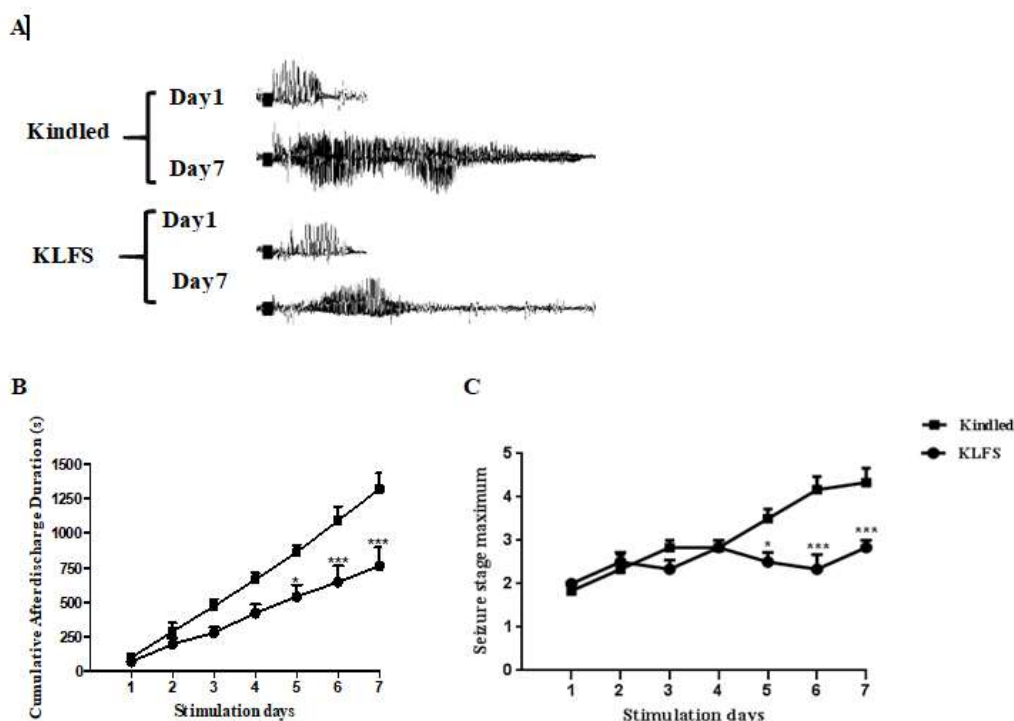 A
Day1
Kindled
Day7
Day1
KLFS
Day7
B
Cumulative Afterdischarge Duration (s)
1500
1250
1000
750
500
250
0
*
***
***
1 2 3 4 5 6 7
Stimulation days
C
Kindled
KLFS
Seizure stage maximum
5
4
3
2
1
0
*
***
***
1 2 3 4 5 6 7
Stimulation days